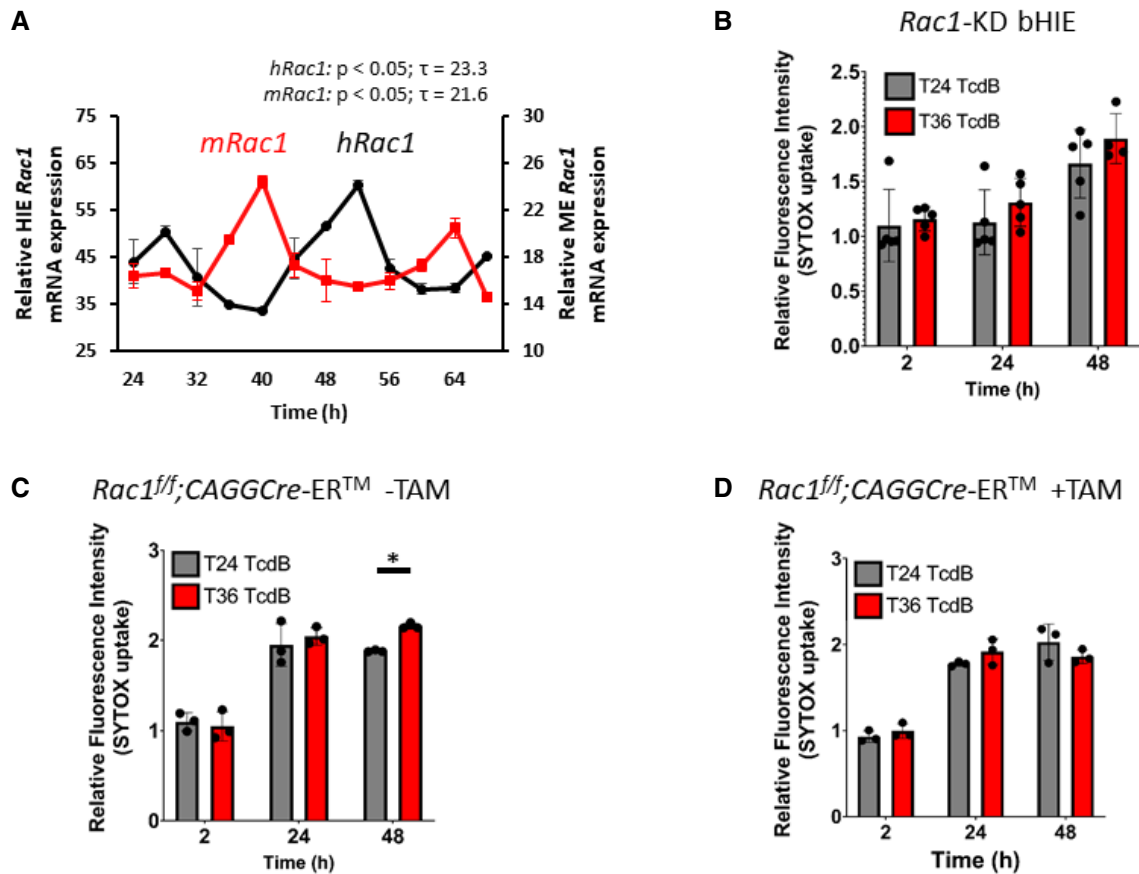 A
hRac1: p < 0.05; τ = 23.3
mRac1: p < 0.05; τ = 21.6
mRac1
hRac1
Relative HIE Rac1
mRNA expression
75
65
55
45
35
25
Relative ME Rac1
mRNA expression
30
26
22
18
14
10
24 32 40 48 56 64
Time (h)
B
Rac1-KD bHIE
T24 TcdB
T36 TcdB
Relative Fluorescence Intensity
(SYTOX uptake)
2.5
2.0
1.5
1.0
0.5
0.0
2 24 48
Time (h)
C
Rac1f/f;CAGGCre-ER™ -TAM
T24 TcdB
T36 TcdB
*
Relative Fluorescence Intensity
(SYTOX uptake)
3
2
1
0
2 24 48
Time (h)
D
Rac1f/f;CAGGCre-ER™ +TAM
T24 TcdB
T36 TcdB
Relative Fluorescence Intensity
(SYTOX uptake)
3
2
1
0
2 24 48
Time (h)